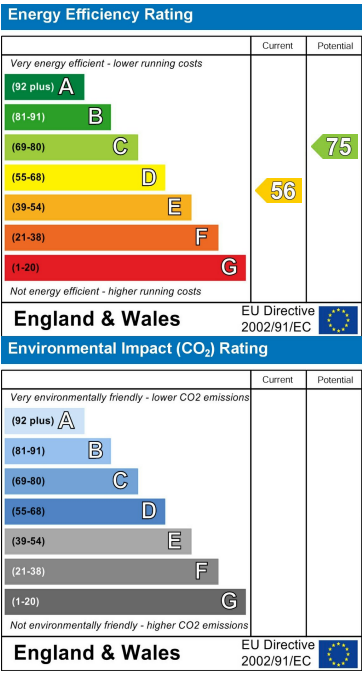 Energy Efficiency Rating
Current Potential
Very energy efficient - lower running costs
(92 plus) A
(81-91) B
(69-80) C
75
(55-68) D
56
(39-54) E
(21-38) F
(1-20) G
Not energy efficient - higher running costs
England & Wales
EU Directive
2002/91/EC
Environmental Impact (CO₂) Rating
Current Potential
Very environmentally friendly - lower CO2 emissions
(92 plus) A
(81-91) B
(69-80) C
(55-68) D
(39-54) E
(21-38) F
(1-20) G
Not environmentally friendly - higher CO2 emissions
England & Wales
EU Directive
2002/91/EC